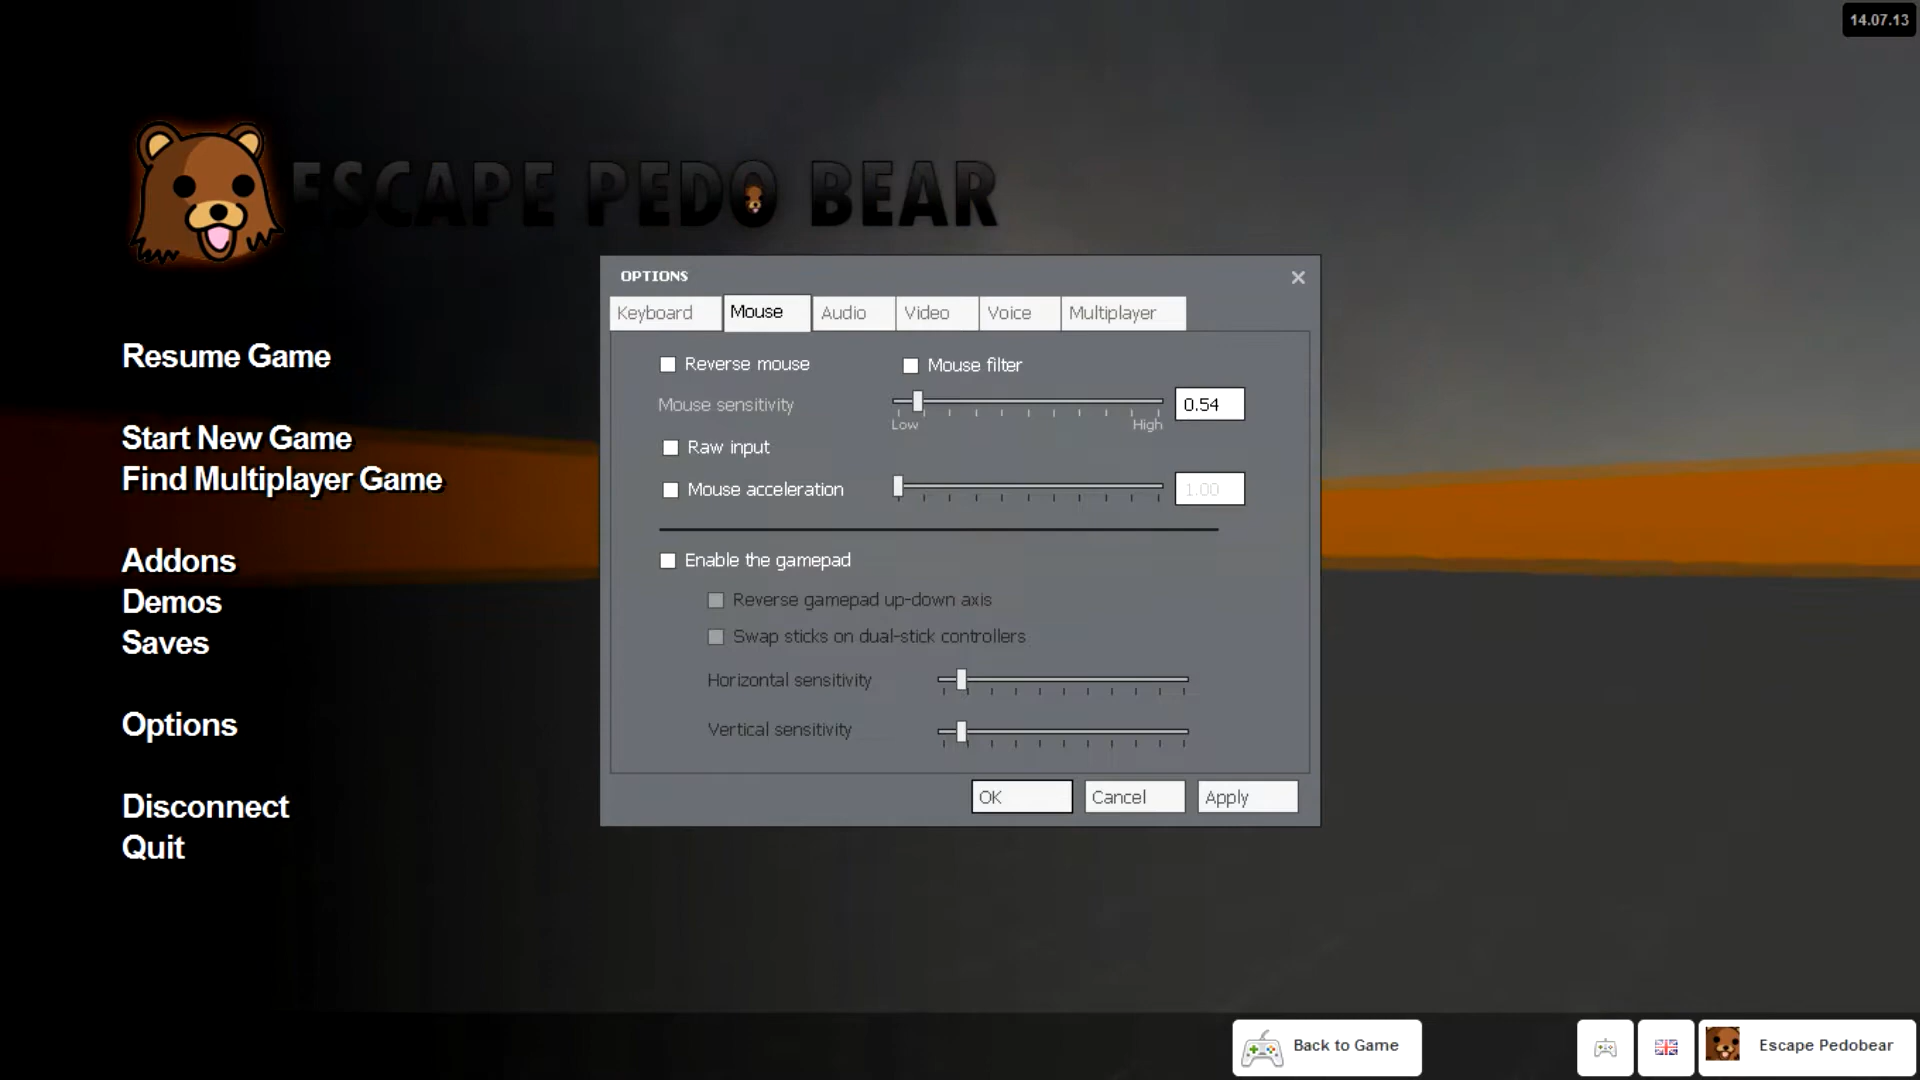 14.07.13
ESCAPE PEDO BEAR
OPTIONS
Keyboard Mouse Audio Video Voice Multiplayer
Reverse mouse Mouse filter
Mouse sensitivity 0.54
Low High
Raw input
Mouse acceleration 1.00
Enable the gamepad
Reverse gamepad up-down axis
Swap sticks on dual-stick controllers
Horizontal sensitivity
Vertical sensitivity
OK Cancel Apply
Resume Game
Start New Game
Find Multiplayer Game
Addons
Demos
Saves
Options
Disconnect
Quit
Back to Game
Escape Pedobear